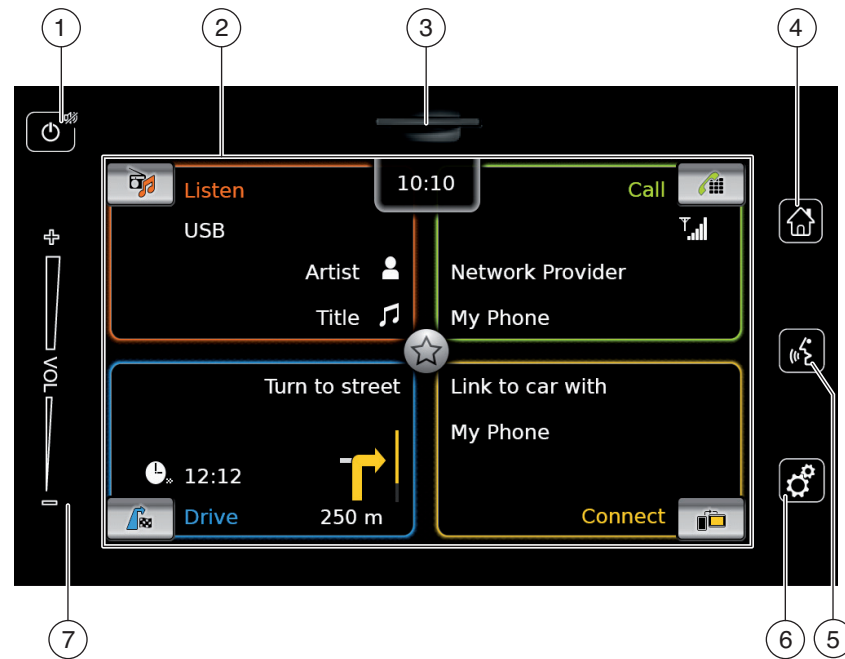 1
2
3
4
10:10
Listen
Call
USB
Artist
Network Provider
Title
My Phone
VOL
Turn to street
Link to car with
My Phone
12:12
Drive
250 m
Connect
7
6
5